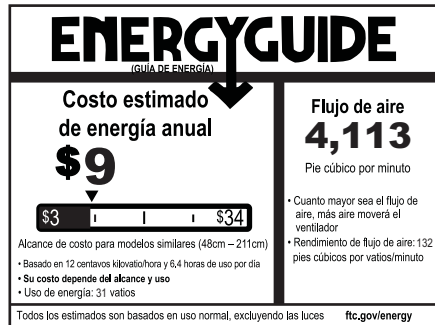 ENERGYGUIDE
(GUÍA DE ENERGÍA)
Costo estimado
de energía anual
$9
$3 $34
Alcance de costo para modelos similares (48cm – 211cm)
• Basado en 12 centavos kilovatio/hora y 6,4 horas de uso por día
• Su costo depende del alcance y uso
• Uso de energía: 31 vatios
Flujo de aire
4,113
Pie cúbico por minuto
• Cuanto mayor sea el flujo de
aire, más aire moverá el
ventilador
• Rendimiento de flujo de aire: 132
pies cúbicos por vatios/minuto
Todos los estimados son basados en uso normal, excluyendo las luces ftc.gov/energy